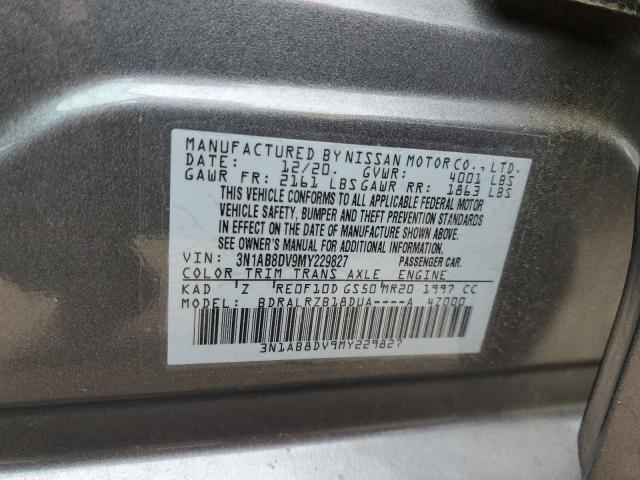 MANUFACTURED BY NISSAN MOTOR CO., LTD.
DATE: 12/20. GVWR: 4001 LBS
GAWR FR: 2161 LBS GAWR RR: 1863 LBS
THIS VEHICLE CONFORMS TO ALL APPLICABLE FEDERAL MOTOR
VEHICLE SAFETY, BUMPER AND THEFT PREVENTION STANDARDS
IN EFFECT ON THE DATE OF MANUFACTURE SHOWN ABOVE.
SEE OWNER'S MANUAL FOR ADDITIONAL INFORMATION.
VIN: 3N1AB8DV9MY229827 PASSENGER CAR.
COLOR TRIM TRANS AXLE ENGINE
KAD Z RE0F10D GS50 MR20 1997 CC
MODEL: BDRALRZB18DUA----A 4Z000
3N1AB8DV9MY229827